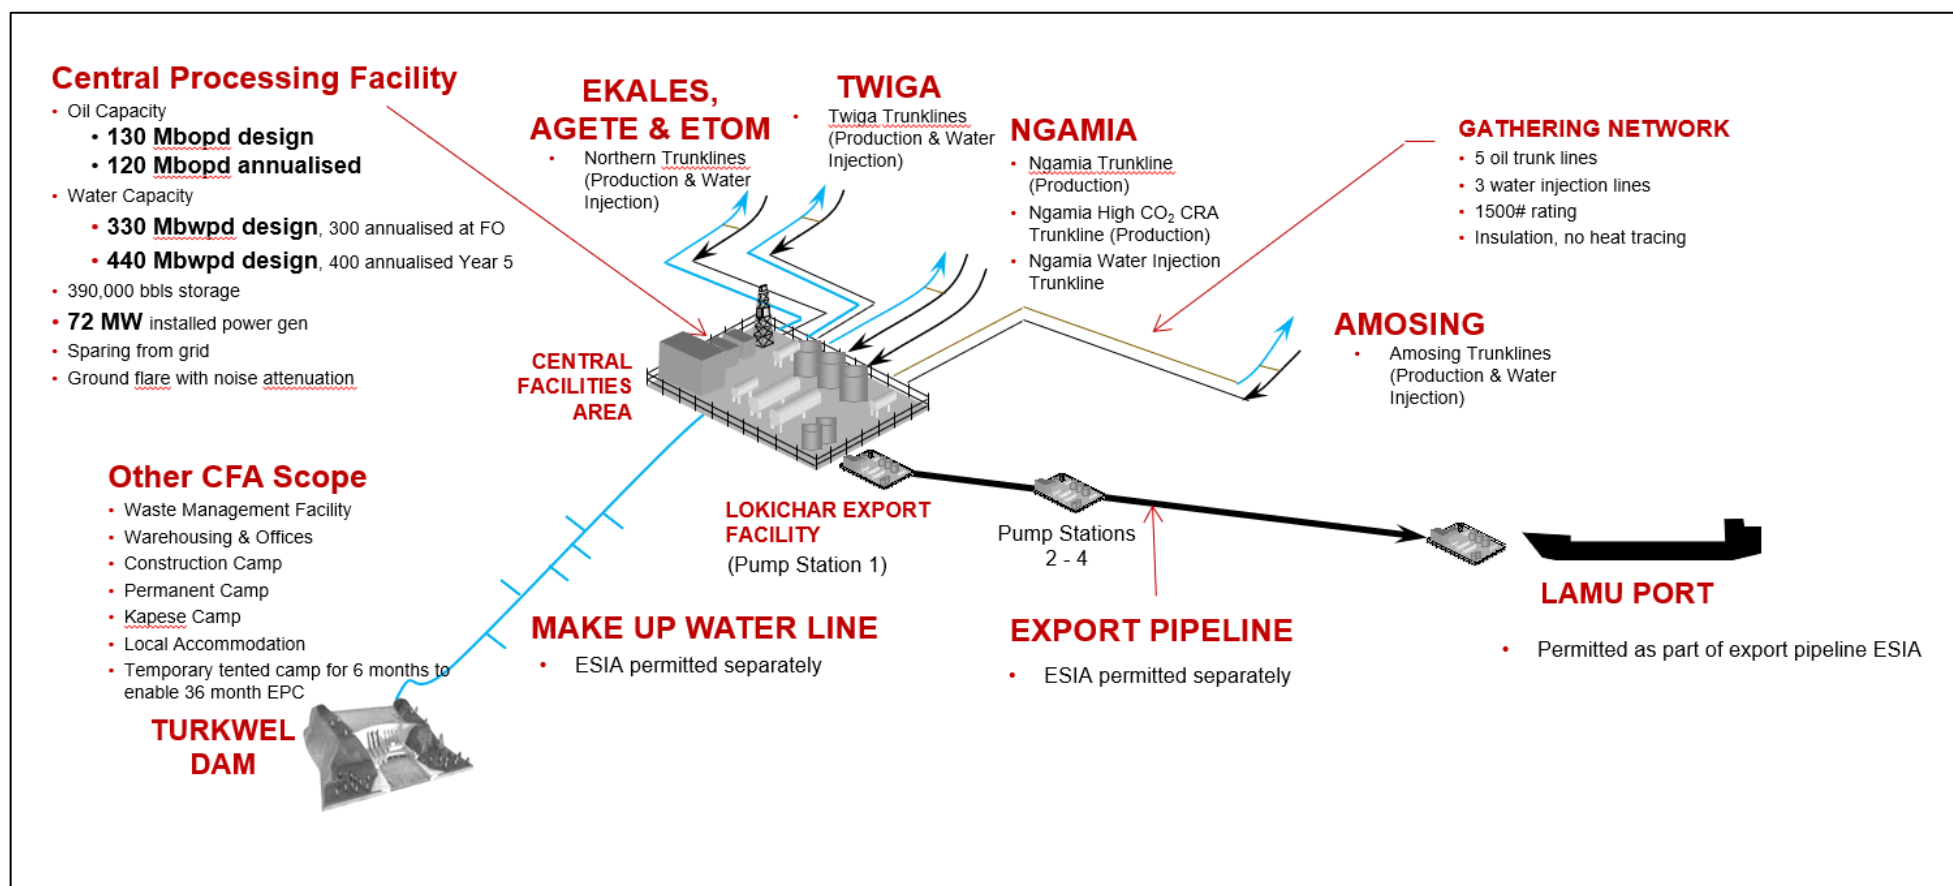 Central Processing Facility
• Oil Capacity
• 130 Mbopd design
• 120 Mbopd annualised
• Water Capacity
• 330 Mbwpd design, 300 annualised at FO
• 440 Mbwpd design, 400 annualised Year 5
• 390,000 bbls storage
• 72 MW installed power gen
• Sparing from grid
• Ground flare with noise attenuation
EKALES,
AGETE & ETOM
• Northern Trunklines
(Production & Water
Injection)
TWIGA
• Twiga Trunklines
(Production & Water
Injection)
NGAMIA
• Ngamia Trunkline
(Production)
• Ngamia High CO₂ CRA
Trunkline (Production)
• Ngamia Water Injection
Trunkline
GATHERING NETWORK
• 5 oil trunk lines
• 3 water injection lines
• 1500# rating
• Insulation, no heat tracing
AMOSING
• Amosing Trunklines
(Production & Water
Injection)
CENTRAL
FACILITIES
AREA
Other CFA Scope
• Waste Management Facility
• Warehousing & Offices
• Construction Camp
• Permanent Camp
• Kapese Camp
• Local Accommodation
• Temporary tented camp for 6 months to
enable 36 month EPC
TURKWEL
DAM
LOKICHAR EXPORT
FACILITY
(Pump Station 1)
Pump Stations
2 - 4
MAKE UP WATER LINE
• ESIA permitted separately
EXPORT PIPELINE
• ESIA permitted separately
LAMU PORT
• Permitted as part of export pipeline ESIA